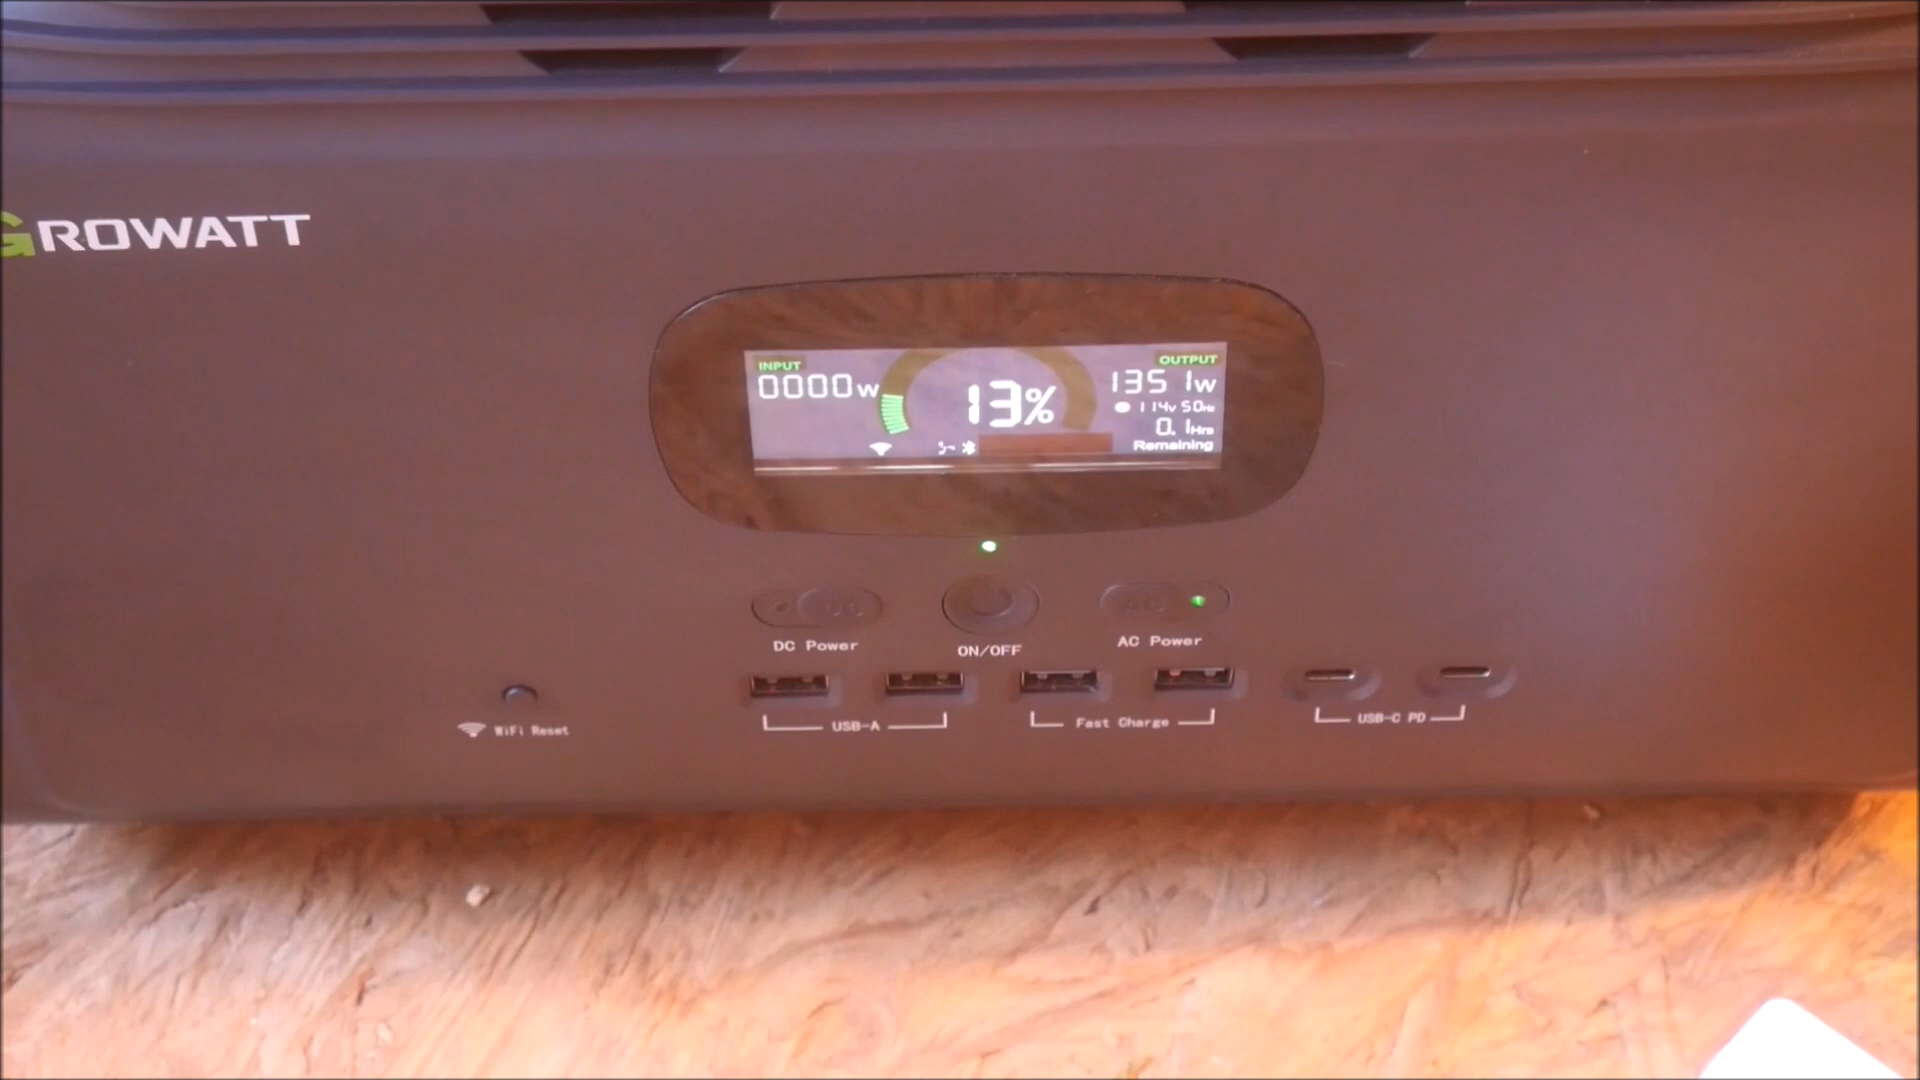 GROWATT
INPUT
0000w
13%
OUTPUT
1351w
114v 50Hz
0.1Hrs
Remaining
DC Power
ON/OFF
AC Power
WiFi Reset
USB-A
Fast Charge
USB-C PD